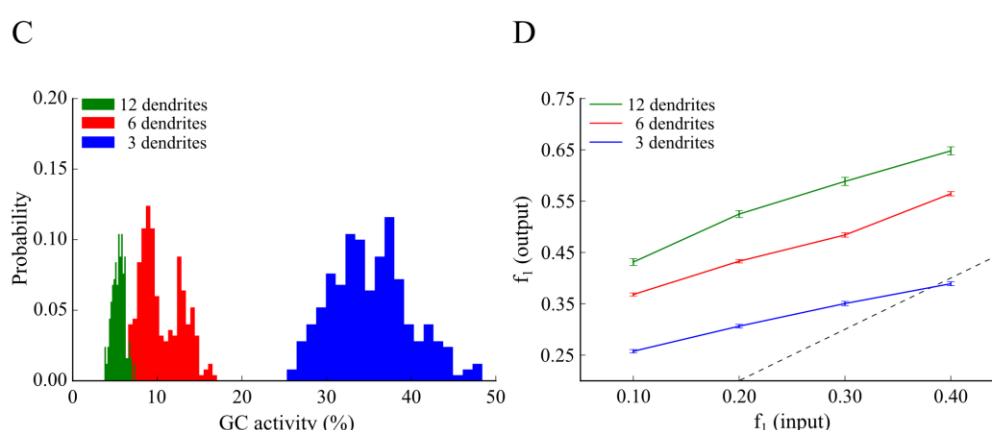 C
0.20
0.15
0.10
0.05
0.00
Probability
12 dendrites
6 dendrites
3 dendrites
0
10
20
30
40
50
GC activity (%)
D
0.75
0.65
0.55
0.45
0.35
0.25
f₁ (output)
12 dendrites
6 dendrites
3 dendrites
0.10
0.20
0.30
0.40
f₁ (input)